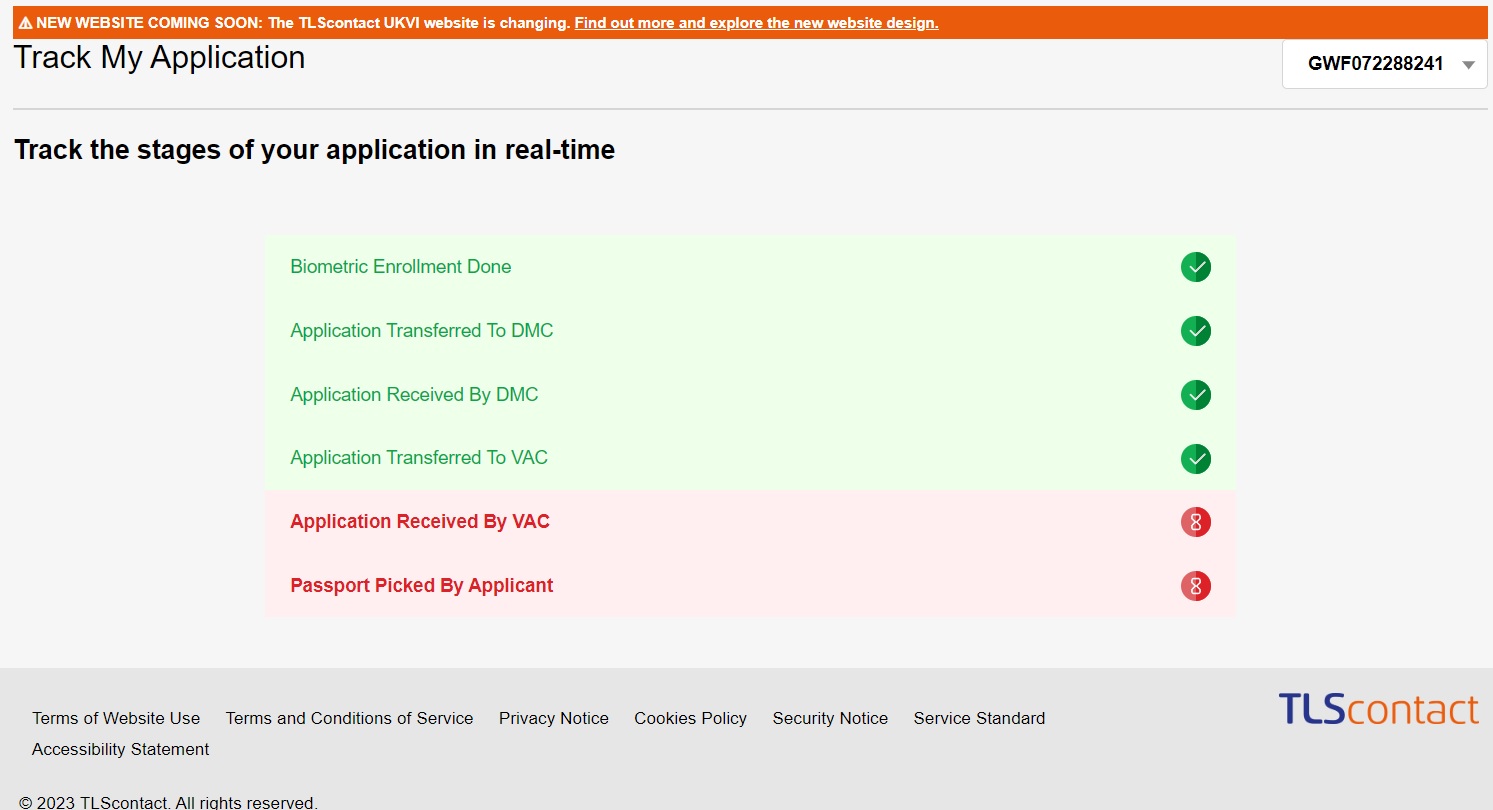 NEW WEBSITE COMING SOON: The TLScontact UKVI website is changing. Find out more and explore the new website design.
Track My Application
GWF072288241
Track the stages of your application in real-time
Biometric Enrollment Done
Application Transferred To DMC
Application Received By DMC
Application Transferred To VAC
Application Received By VAC
Passport Picked By Applicant
Terms of Website Use Terms and Conditions of Service Privacy Notice Cookies Policy Security Notice Service Standard
TLScontact
Accessibility Statement
© 2023 TLScontact. All rights reserved.